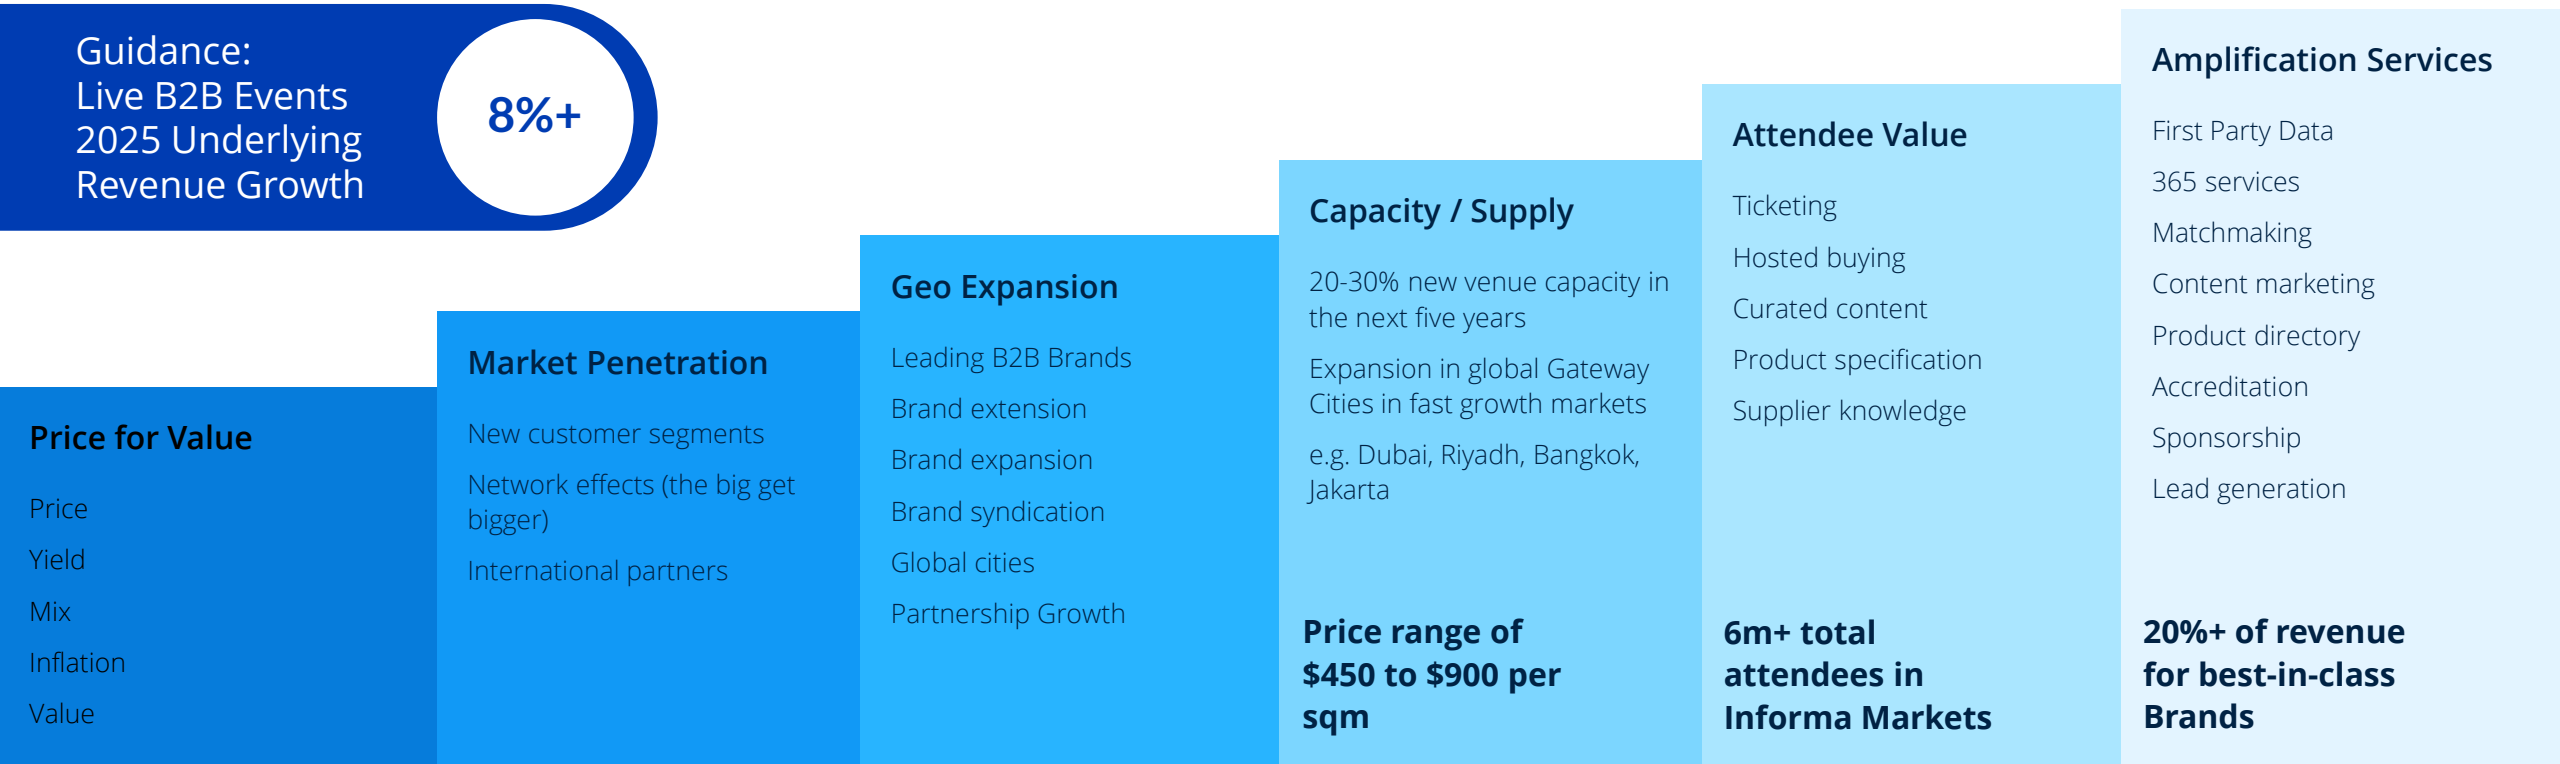 Guidance:
Live B2B Events
2025 Underlying
Revenue Growth
8%+
Price for Value
Price
Yield
Mix
Inflation
Value
Market Penetration
New customer segments
Network effects (the big get
bigger)
International partners
Geo Expansion
Leading B2B Brands
Brand extension
Brand expansion
Brand syndication
Global cities
Partnership Growth
Capacity / Supply
20-30% new venue capacity in
the next five years
Expansion in global Gateway
Cities in fast growth markets
e.g. Dubai, Riyadh, Bangkok,
Jakarta
Price range of
$450 to $900 per
sqm
Attendee Value
Ticketing
Hosted buying
Curated content
Product specification
Supplier knowledge
6m+ total
attendees in
Informa Markets
Amplification Services
First Party Data
365 services
Matchmaking
Content marketing
Product directory
Accreditation
Sponsorship
Lead generation
20%+ of revenue
for best-in-class
Brands